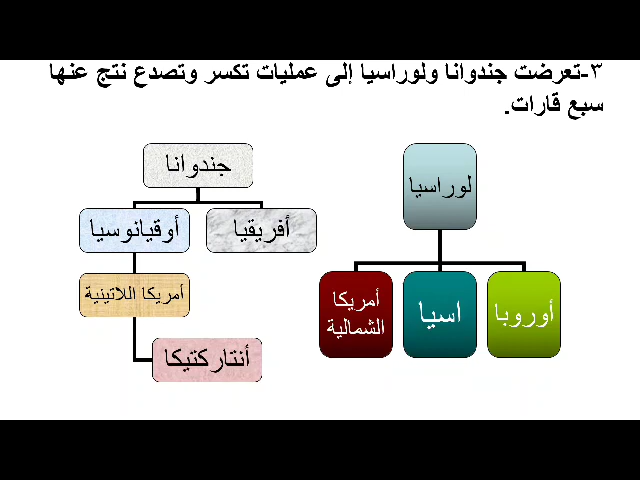 ٣-تعرضت جندوانا ولوراسيا إلى عمليات تكسر وتصدع نتج عنها
سبع قارات.
لوراسيا
أوروبا
اسيا
أمريكا
الشمالية
جندوانا
أفريقيا
أوقيانوسيا
أمريكا اللاتينية
أنتاركتيكا